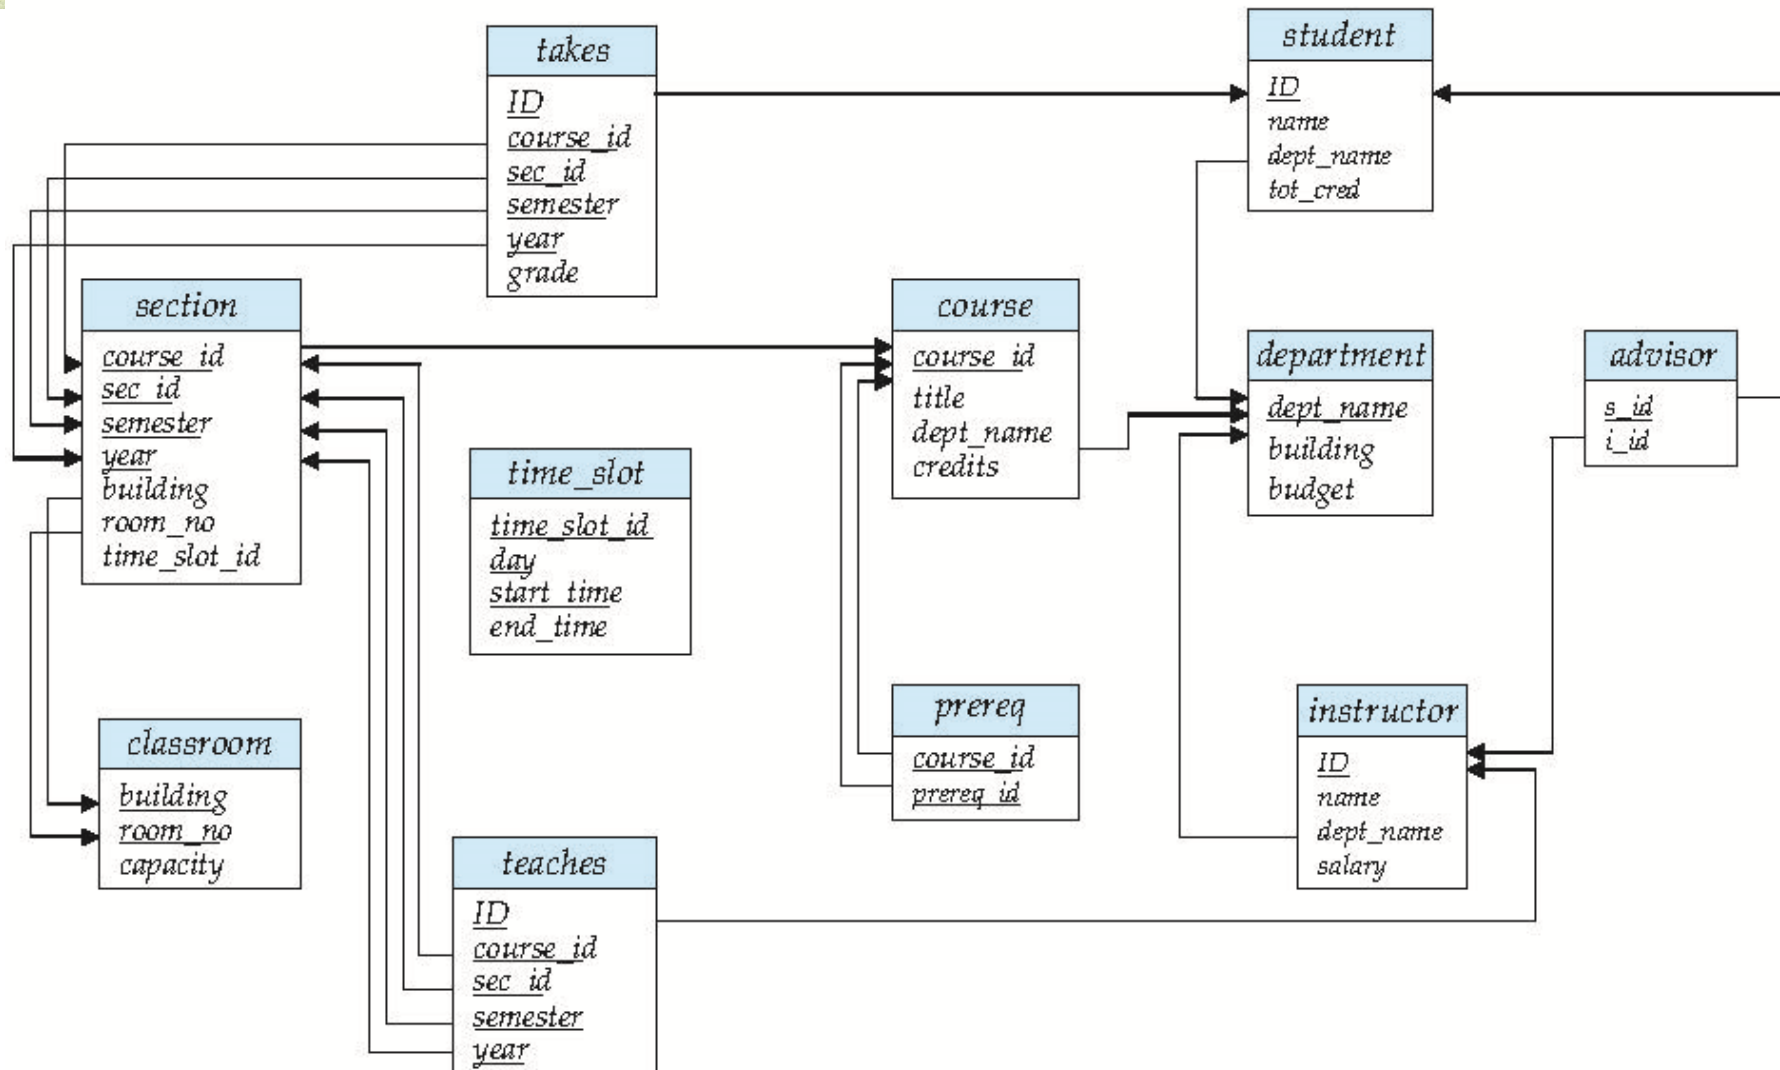 takes
ID
course_id
sec_id
semester
year
grade
student
ID
name
dept_name
tot_cred
section
course_id
sec_id
semester
year
building
room_no
time_slot_id
course
course_id
title
dept_name
credits
department
dept_name
building
budget
advisor
s_id
i_id
time_slot
time_slot_id
day
start_time
end_time
prereq
course_id
prereq_id
instructor
ID
name
dept_name
salary
classroom
building
room_no
capacity
teaches
ID
course_id
sec_id
semester
year